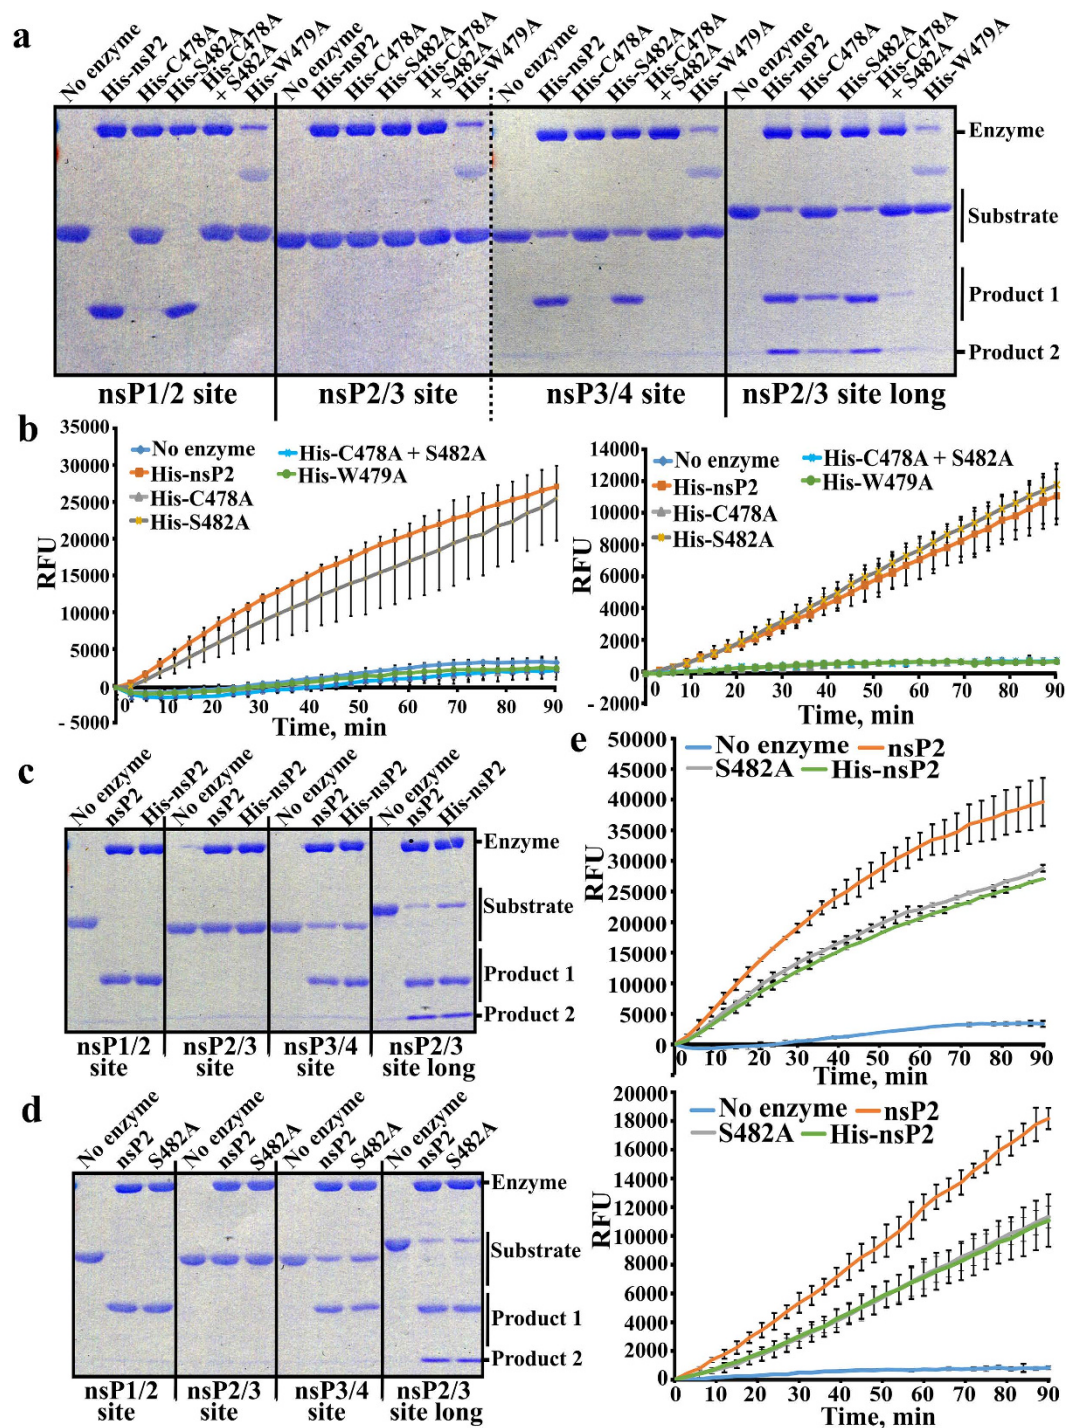 a
No enzyme
His-nsP2
His-C478A
His-S482A
His-C478A
+ S482A
His-W479A
No enzyme
His-nsP2
His-C478A
His-S482A
His-C478A
+ S482A
His-W479A
No enzyme
His-nsP2
His-C478A
His-S482A
His-C478A
+ S482A
His-W479A
No enzyme
His-nsP2
His-C478A
His-S482A
His-C478A
+ S482A
His-W479A
Enzyme
Substrate
Product 1
Product 2
nsP1/2 site
nsP2/3 site
nsP3/4 site
nsP2/3 site long
b
35000
30000
25000
20000
15000
10000
5000
0
- 5000
RFU
No enzyme
His-nsP2
His-C478A
His-S482A
His-C478A + S482A
His-W479A
0 10 20 30 40 50 60 70 80 90
Time, min
14000
12000
10000
8000
6000
4000
2000
0
- 2000
RFU
No enzyme
His-nsP2
His-C478A
His-S482A
His-C478A + S482A
His-W479A
0 10 20 30 40 50 60 70 80 90
Time, min
c
No enzyme
nsP2
His-nsP2
No enzyme
nsP2
His-nsP2
No enzyme
nsP2
His-nsP2
No enzyme
nsP2
His-nsP2
Enzyme
Substrate
Product 1
Product 2
nsP1/2
site
nsP2/3
site
nsP3/4
site
nsP2/3
site long
d
No enzyme
nsP2
S482A
No enzyme
nsP2
S482A
No enzyme
nsP2
S482A
No enzyme
nsP2
S482A
Enzyme
Substrate
Product 1
Product 2
nsP1/2
site
nsP2/3
site
nsP3/4
site
nsP2/3
site long
e
50000
45000
40000
35000
30000
25000
20000
15000
10000
5000
0
RFU
No enzyme
nsP2
S482A
His-nsP2
0 10 20 30 40 50 60 70 80 90
Time, min
20000
18000
16000
14000
12000
10000
8000
6000
4000
2000
0
RFU
No enzyme
nsP2
S482A
His-nsP2
0 10 20 30 40 50 60 70 80 90
Time, min